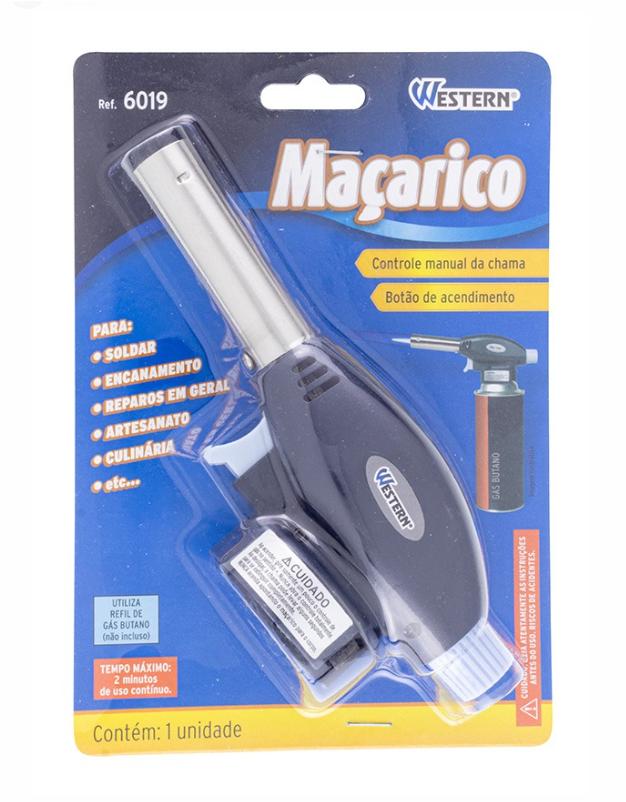 Ref. 6019
WESTERN®
Maçarico
Controle manual da chama
Botão de acendimento
PARA:
• SOLDAR
• ENCANAMENTO
• REPAROS EM GERAL
• ARTESANATO
• CULINÁRIA
• etc...
GÁS BUTANO
WESTERN
CUIDADO
UTILIZA
REFIL DE
GÁS BUTANO
(não incluso)
TEMPO MÁXIMO:
2 minutos
de uso contínuo.
CUIDADO: LEIA ATENTAMENTE AS INSTRUÇÕES
ANTES DO USO. RISCOS DE ACIDENTES.
Contém: 1 unidade